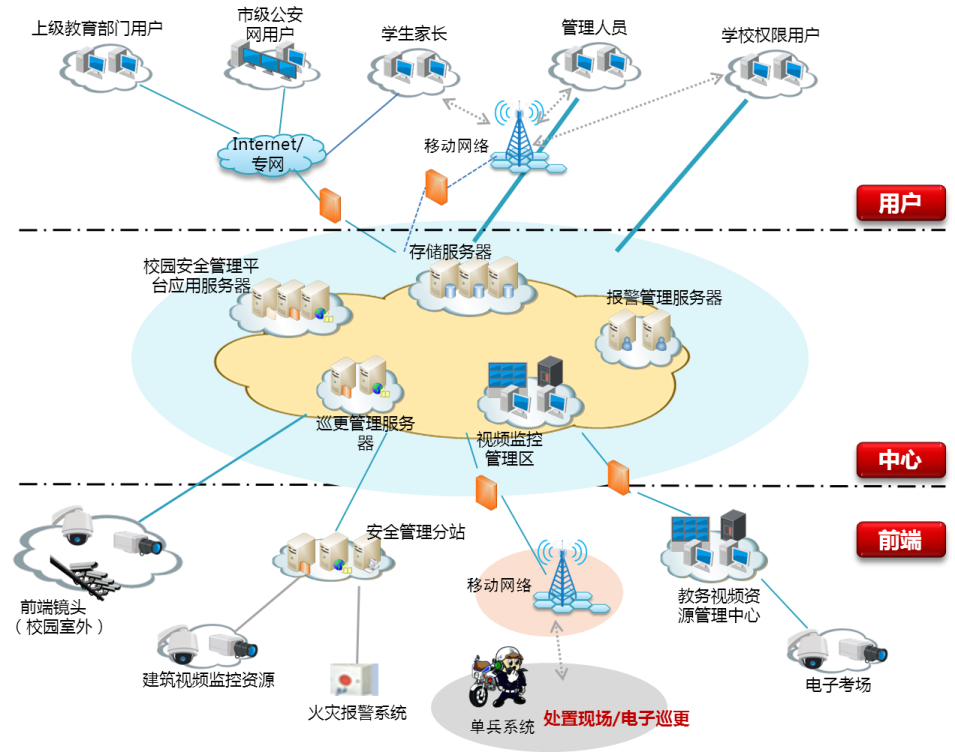 上级教育部门用户
市级公安
网用户
学生家长
管理人员
学校权限用户
Internet/
专网
移动网络
用户
存储服务器
校园安全管理平
台应用服务器
报警管理服务器
巡更管理服务
器
视频监控
管理区
中心
安全管理分站
前端
移动网络
教务视频资
源管理中心
前端镜头
（校园室外）
建筑视频监控资源
电子考场
火灾报警系统
单兵系统
处置现场/电子巡更